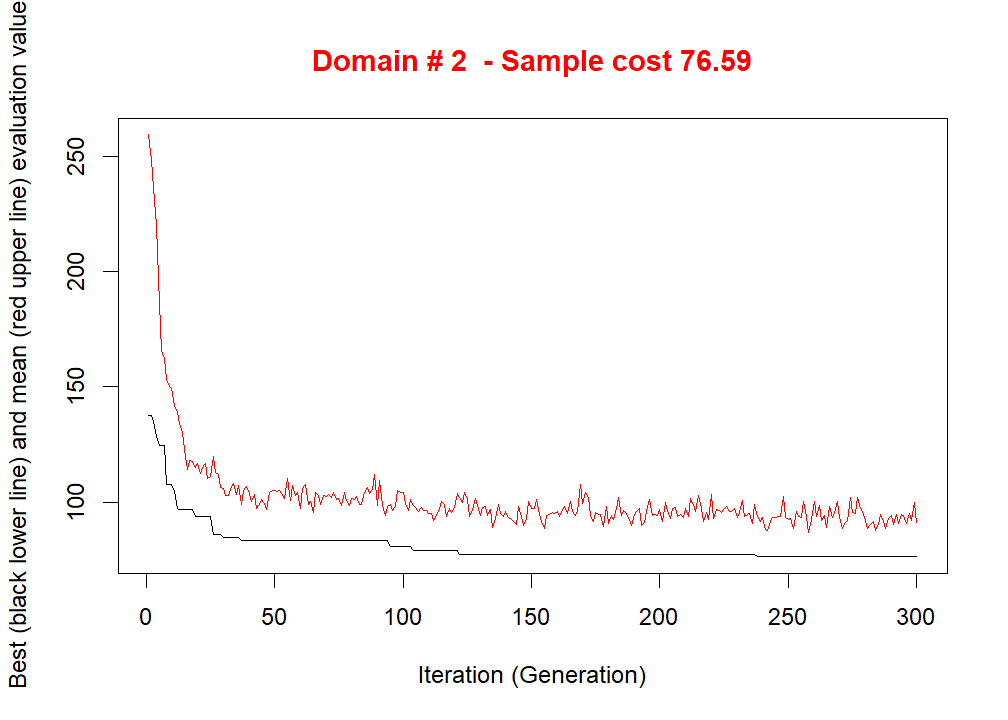 Domain # 2  - Sample cost 76.59
Best (black lower line) and mean (red upper line) evaluation value
250
200
150
100
0 50 100 150 200 250 300
Iteration (Generation)